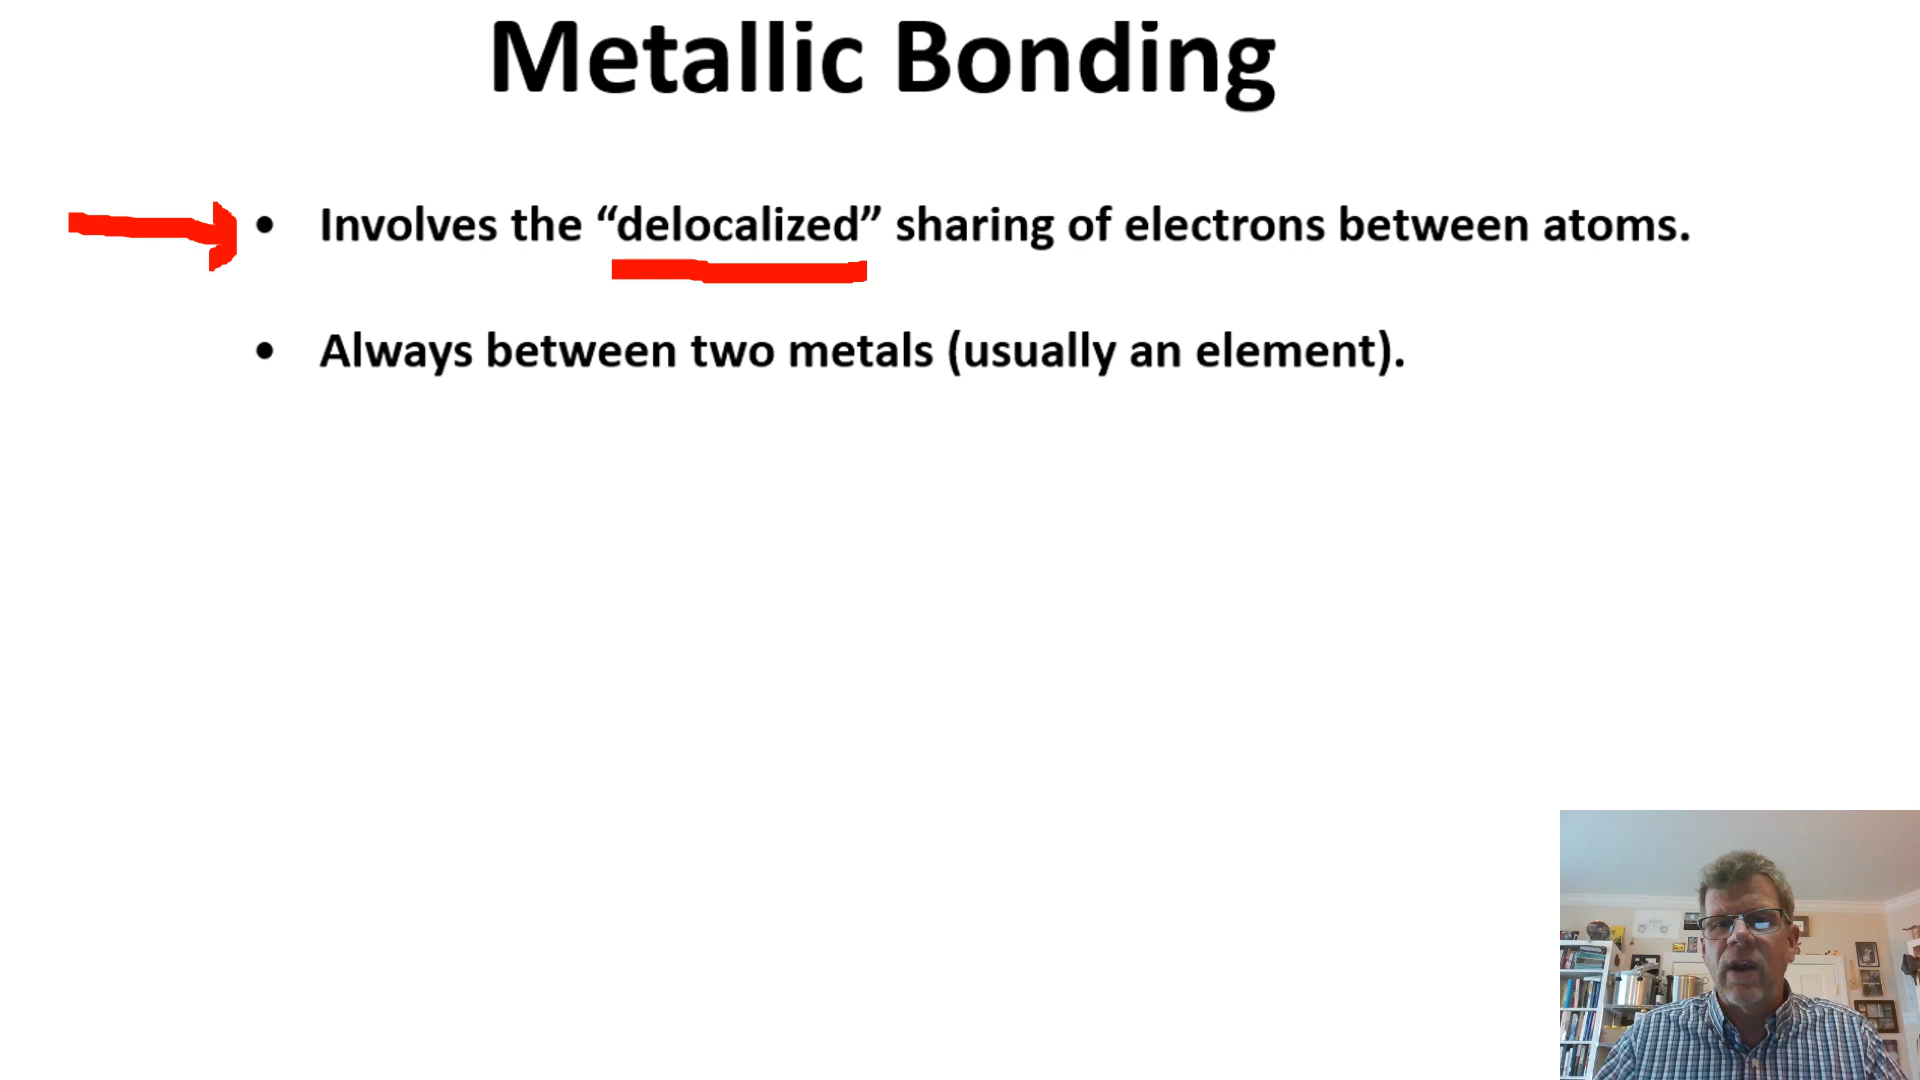 Metallic Bonding
• Involves the “delocalized” sharing of electrons between atoms.
• Always between two metals (usually an element).